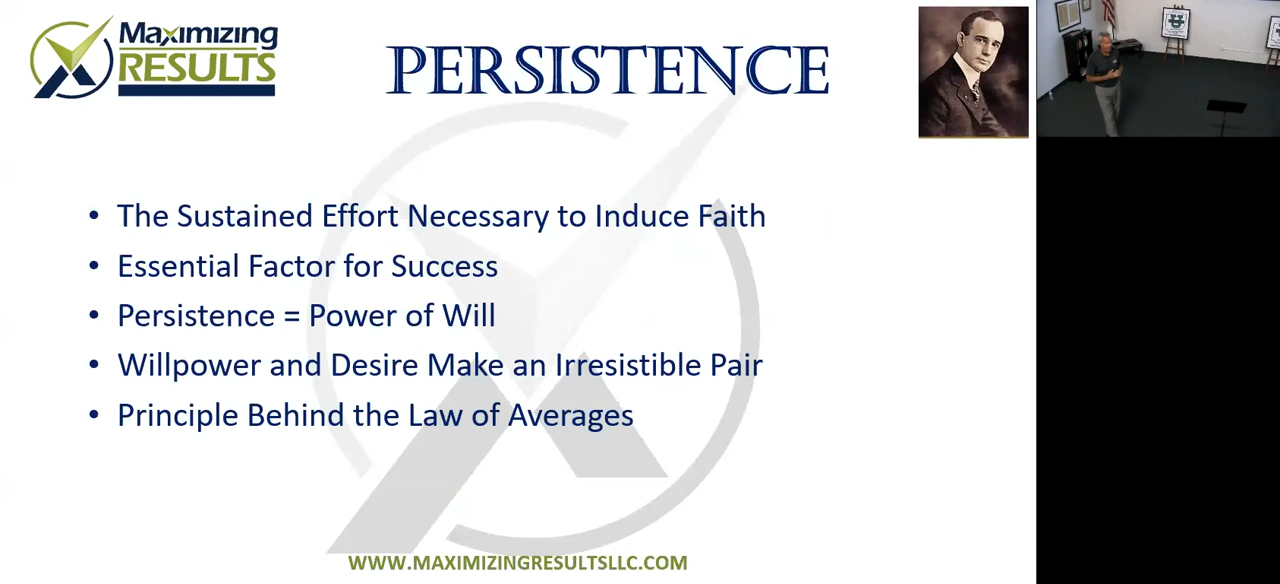 Maximizing
RESULTS
PERSISTENCE
• The Sustained Effort Necessary to Induce Faith
• Essential Factor for Success
• Persistence = Power of Will
• Willpower and Desire Make an Irresistible Pair
• Principle Behind the Law of Averages
WWW.MAXIMIZINGRESULTSLLC.COM